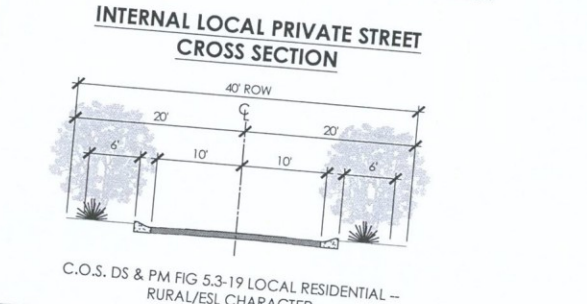 INTERNAL LOCAL PRIVATE STREET
CROSS SECTION
40' ROW
℄
20'
20'
6'
10'
10'
6'
C.O.S. DS & PM FIG 5.3-19 LOCAL RESIDENTIAL --
RURAL/ESL CHARACTER